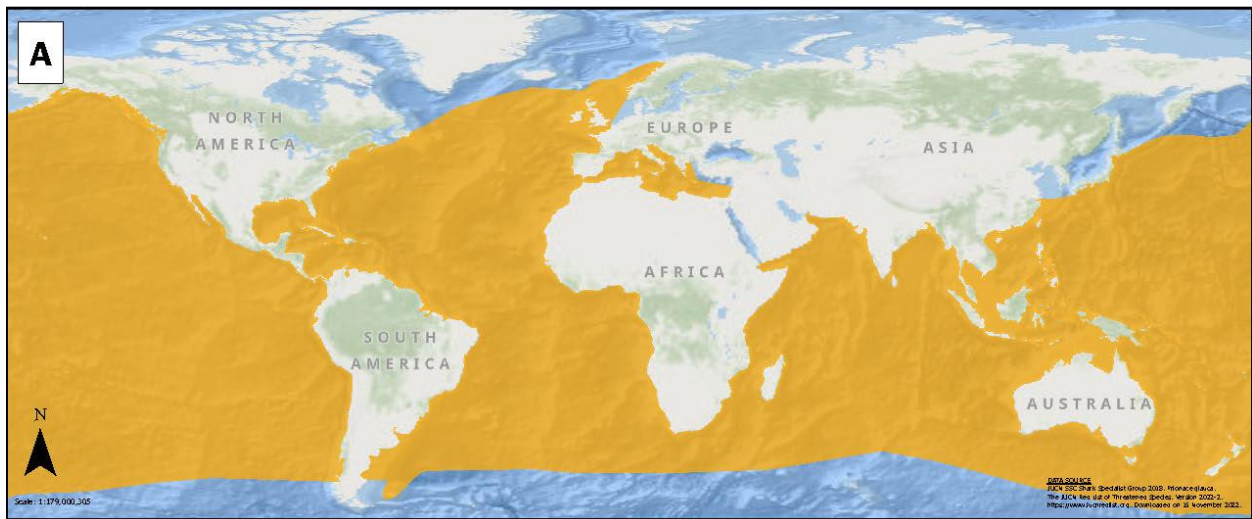 A
NORTH
AMERICA
EUROPE
ASIA
AFRICA
SOUTH
AMERICA
AUSTRALIA
N
Scale: 1:179,000,305
DATA SOURCE
IUCN SSC Shark Specialist Group 2018. Prionace glauca.
The IUCN Red List of Threatened Species. Version 2022-2.
https://www.iucnredlist.org. Downloaded on 15 November 2022.